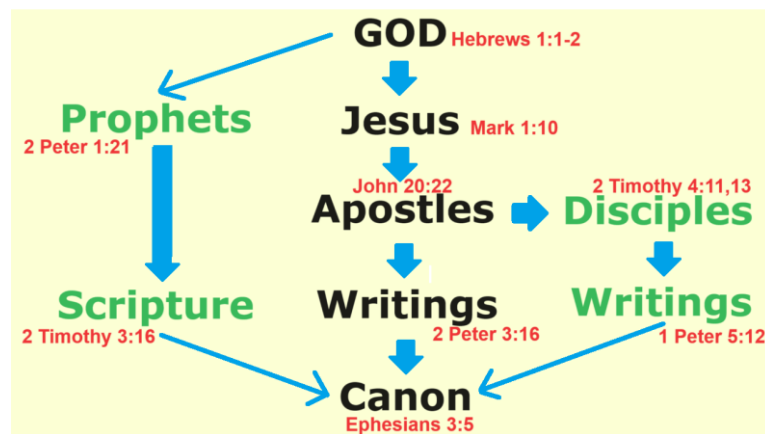 GOD Hebrews 1:1-2
Prophets
2 Peter 1:21
Jesus Mark 1:10
John 20:22
Apostles
2 Timothy 4:11,13
Disciples
Scripture
2 Timothy 3:16
Writings
2 Peter 3:16
Writings
1 Peter 5:12
Canon
Ephesians 3:5